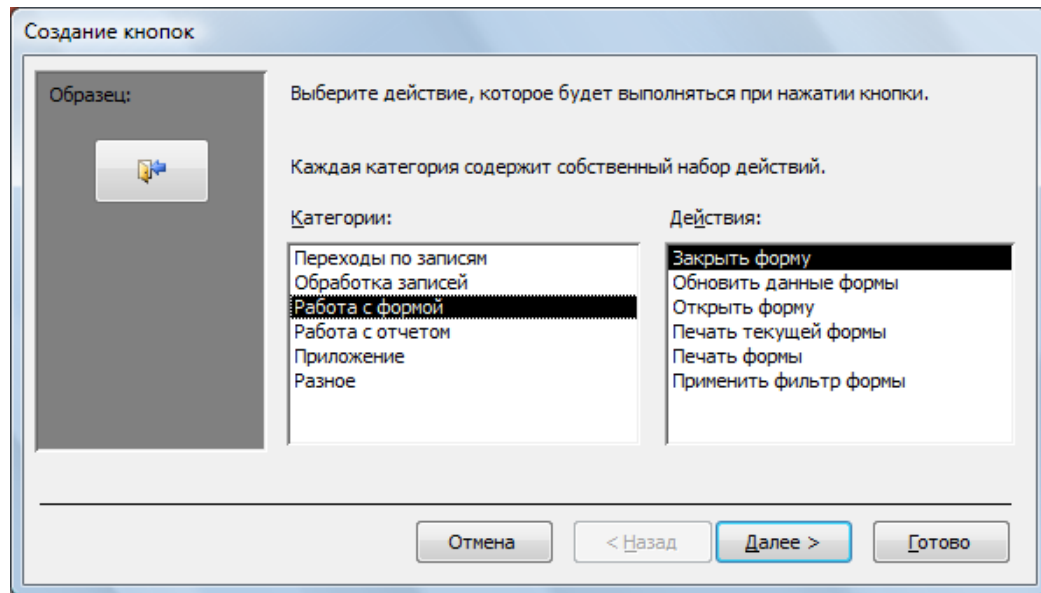 Создание кнопок
Образец:
Выберите действие, которое будет выполняться при нажатии кнопки.
Каждая категория содержит собственный набор действий.
Категории:
Переходы по записям
Обработка записей
Работа с формой
Работа с отчетом
Приложение
Разное
Действия:
Закрыть форму
Обновить данные формы
Открыть форму
Печать текущей формы
Печать формы
Применить фильтр формы
Отмена
< Назад
Далее >
Готово